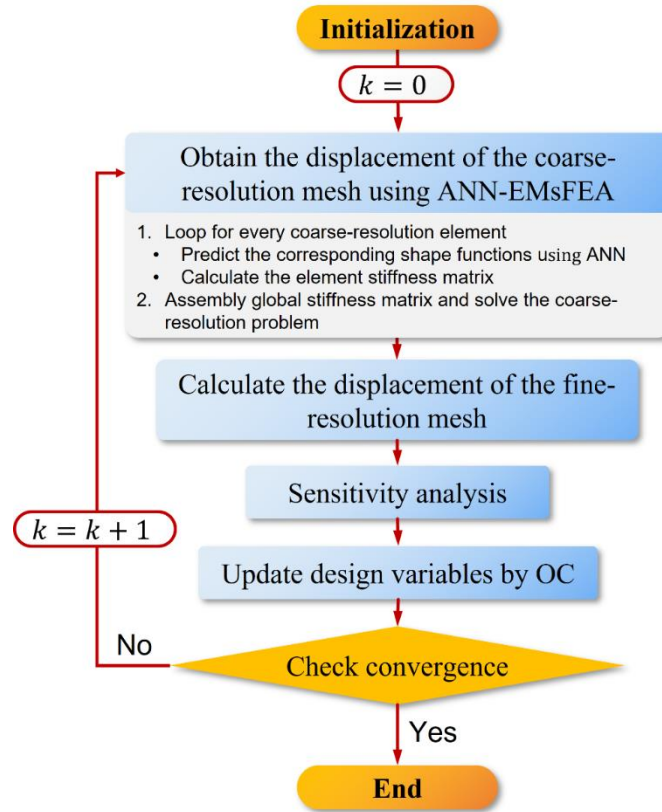 Initialization
k = 0
Obtain the displacement of the coarse-
resolution mesh using ANN-EMsFEA
1. Loop for every coarse-resolution element
• Predict the corresponding shape functions using ANN
• Calculate the element stiffness matrix
2. Assembly global stiffness matrix and solve the coarse-
resolution problem
Calculate the displacement of the fine-
resolution mesh
Sensitivity analysis
k = k + 1
Update design variables by OC
No
Check convergence
Yes
End